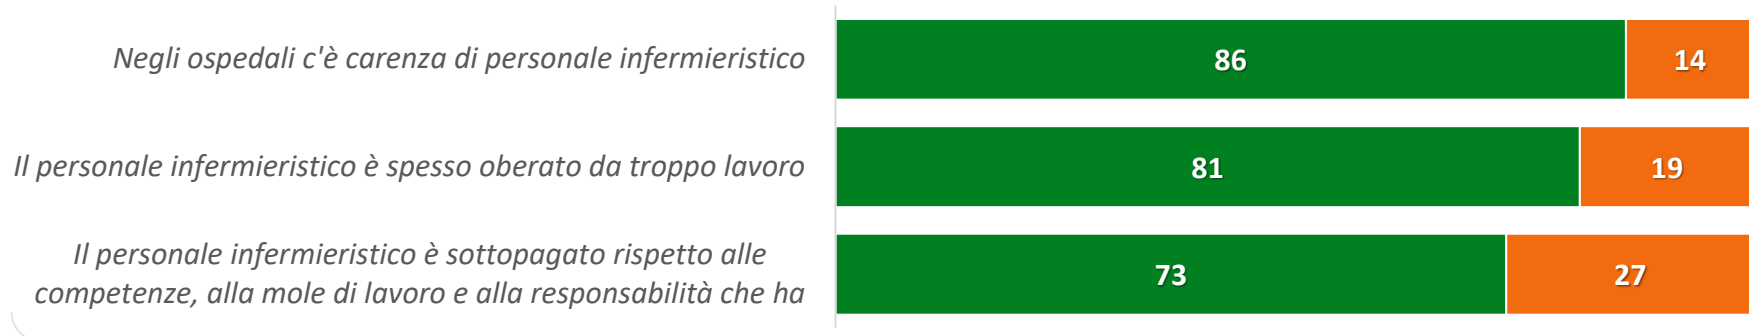 Negli ospedali c'è carenza di personale infermieristico
86 14
Il personale infermieristico è spesso oberato da troppo lavoro
81 19
Il personale infermieristico è sottopagato rispetto alle
competenze, alla mole di lavoro e alla responsabilità che ha
73 27